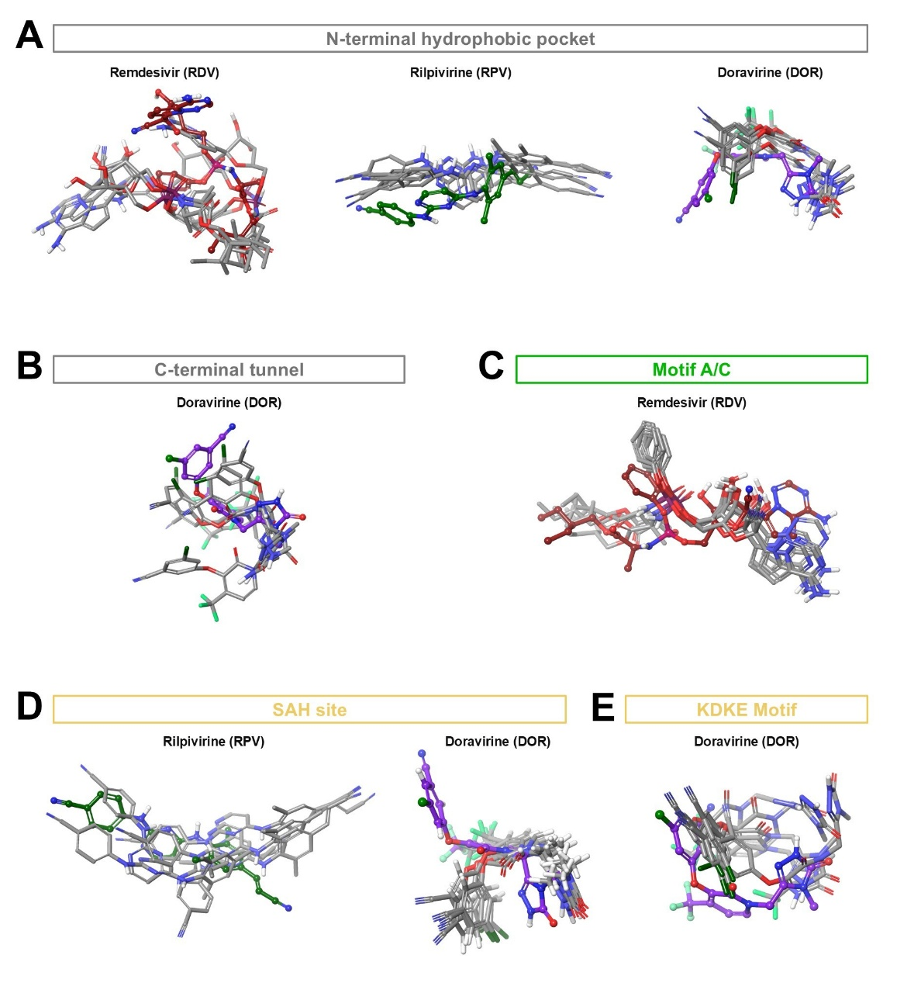 A
N-terminal hydrophobic pocket
Remdesivir (RDV)
Rilpivirine (RPV)
Doravirine (DOR)
B
C-terminal tunnel
Doravirine (DOR)
C
Motif A/C
Remdesivir (RDV)
D
SAH site
Rilpivirine (RPV)
Doravirine (DOR)
E
KDKE Motif
Doravirine (DOR)